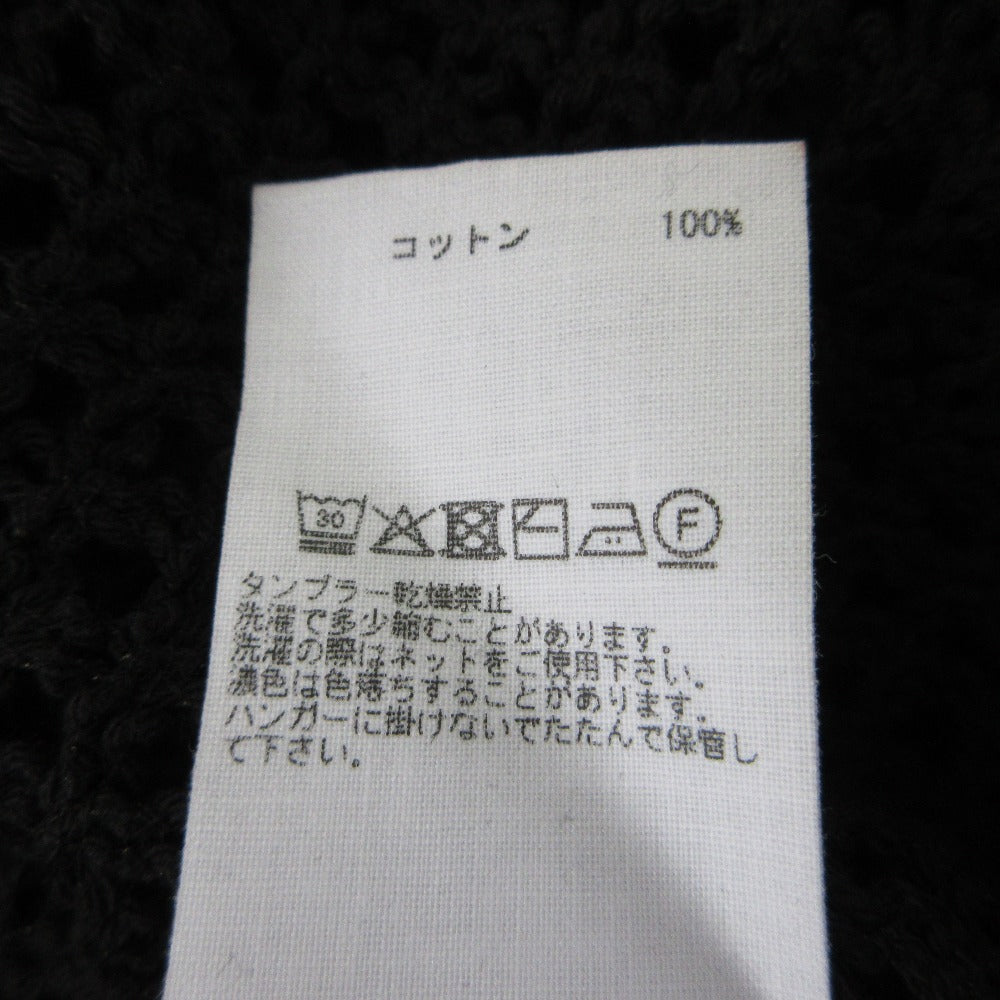 コットン 100%
30 F
タンブラー乾燥禁止
洗濯で多少縮むことがあります。
洗濯の際はネットをご使用下さい。
濃色は色落ちすることがあります。
ハンガーに掛けないでたたんで保管し
て下さい。